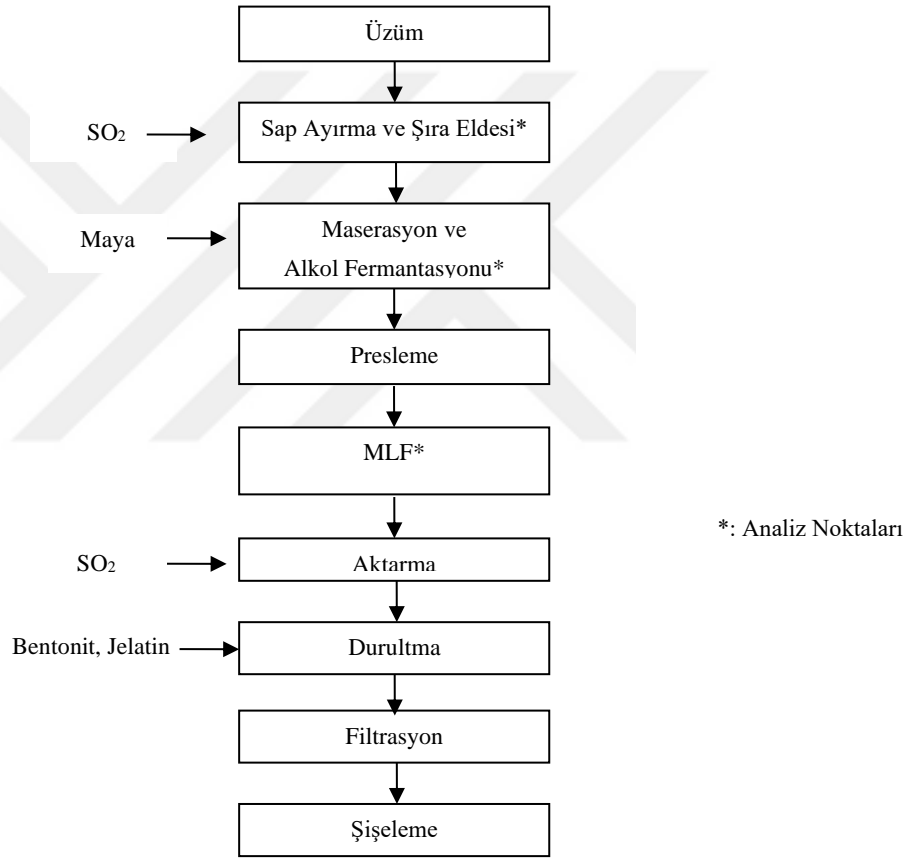 Üzüm
SO₂
Sap Ayırma ve Şıra Eldesi*
Maya
Maserasyon ve
Alkol Fermantasyonu*
Presleme
MLF*
*: Analiz Noktaları
SO₂
Aktarma
Bentonit, Jelatin
Durultma
Filtrasyon
Şişeleme